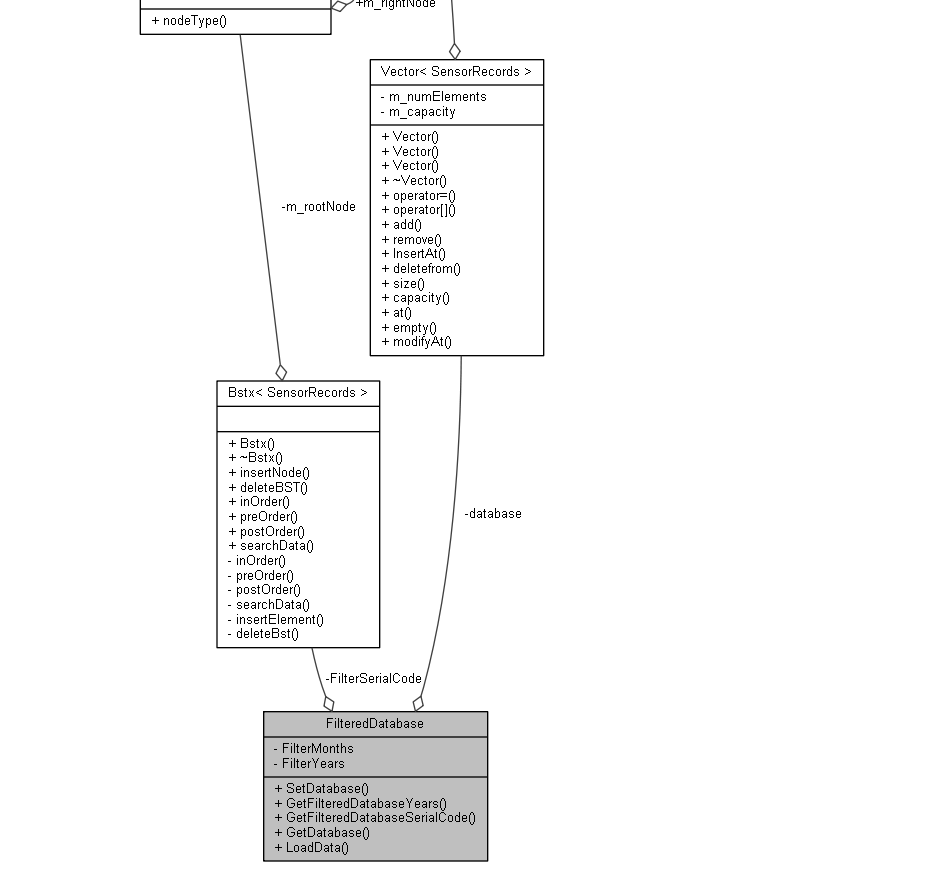 +m_rightNode
+ nodeType()
Vector< SensorRecords >
- m_numElements
- m_capacity
+ Vector()
+ Vector()
+ Vector()
+ ~Vector()
+ operator=()
+ operator[]()
+ add()
+ remove()
+ InsertAt()
+ deletefrom()
+ size()
+ capacity()
+ at()
+ empty()
+ modifyAt()
-m_rootNode
Bstx< SensorRecords >
+ Bstx()
+ ~Bstx()
+ insertNode()
+ deleteBST()
+ inOrder()
+ preOrder()
+ postOrder()
+ searchData()
- inOrder()
- preOrder()
- postOrder()
- searchData()
- insertElement()
- deleteBst()
-database
-FilterSerialCode
FilteredDatabase
- FilterMonths
- FilterYears
+ SetDatabase()
+ GetFilteredDatabaseYears()
+ GetFilteredDatabaseSerialCode()
+ GetDatabase()
+ LoadData()